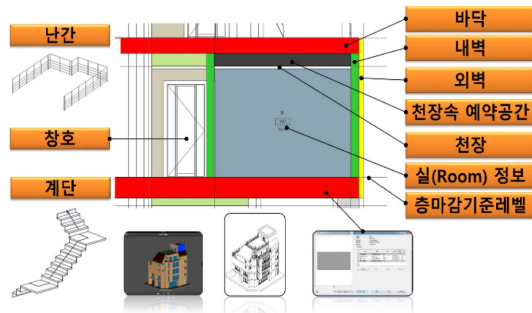 난간
창호
계단
바닥
내벽
외벽
천장속 예약공간
천장
실(Room) 정보
층마감기준레벨